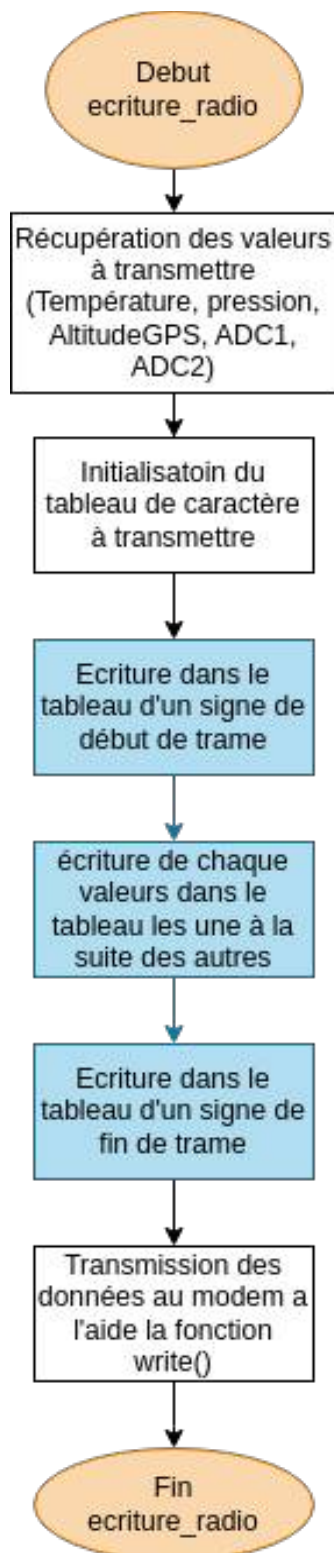 Debut
ecriture_radio
Récupération des valeurs
à transmettre
(Température, pression,
AltitudeGPS, ADC1,
ADC2)
Initialisatoin du
tableau de caractère
à transmettre
Ecriture dans le
tableau d'un signe de
début de trame
écriture de chaque
valeurs dans le
tableau les une à la
suite des autres
Ecriture dans le
tableau d'un signe de
fin de trame
Transmission des
données au modem a
l'aide la fonction
write()
Fin
ecriture_radio